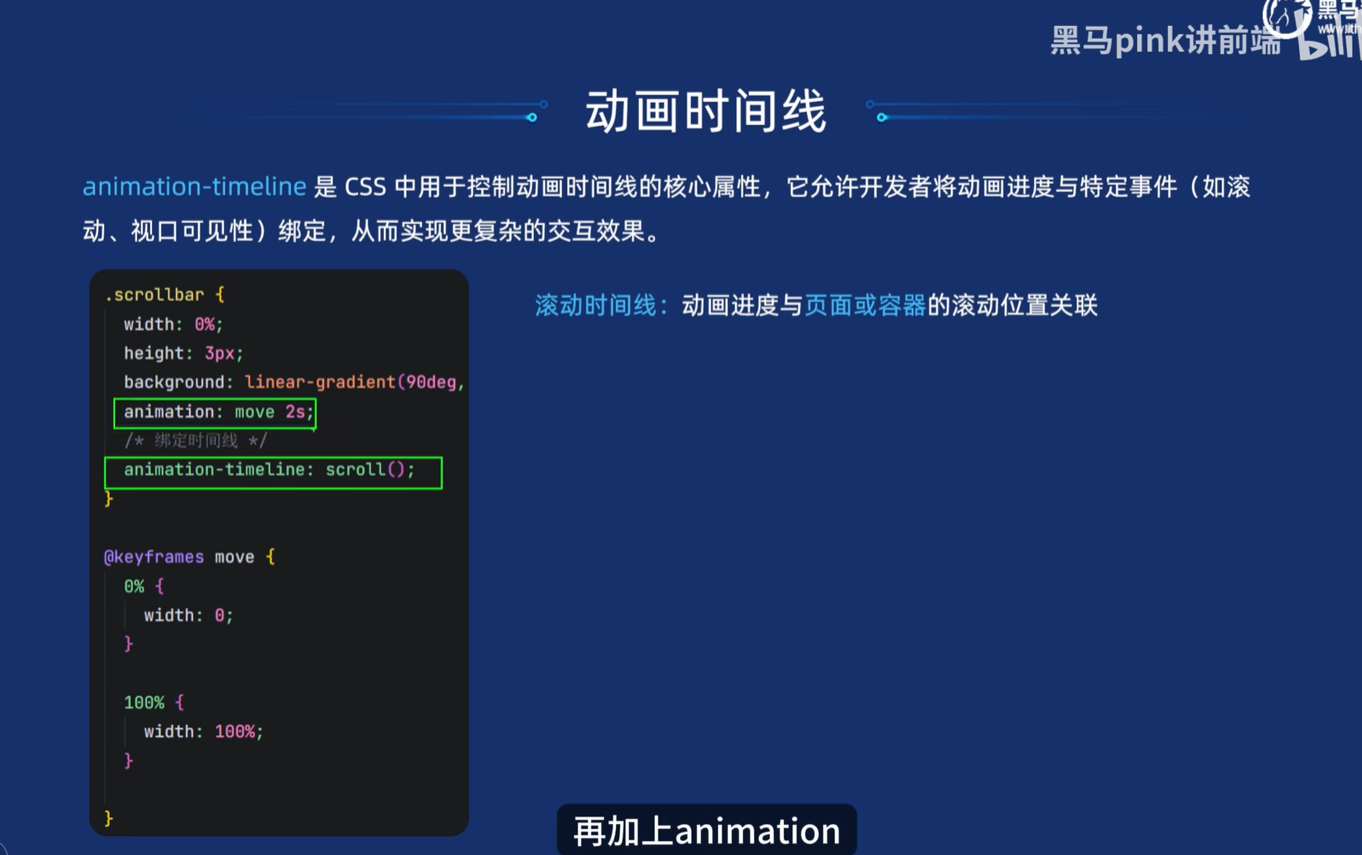 黑马
www.ith
黑马pink讲前端
bili
动画时间线
animation-timeline 是 CSS 中用于控制动画时间线的核心属性，它允许开发者将动画进度与特定事件（如滚
动、视口可见性）绑定，从而实现更复杂的交互效果。
.scrollbar {
width: 0%;
height: 3px;
background: linear-gradient(90deg,
animation: move 2s;
/* 绑定时间线 */
animation-timeline: scroll();
}
@keyframes move {
0% {
width: 0;
}
100% {
width: 100%;
}
}
滚动时间线：动画进度与页面或容器的滚动位置关联
再加上animation